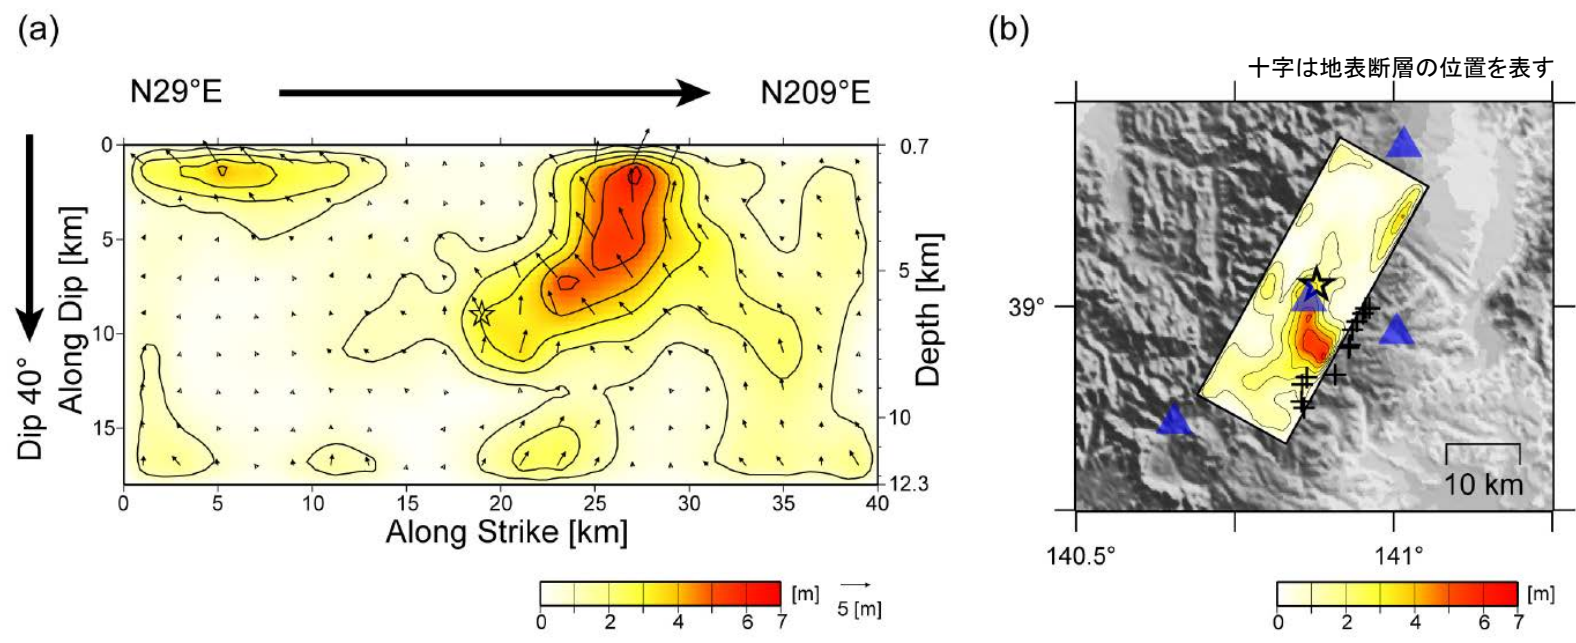 (a)
N29°E
N209°E
Dip 40°
Along Dip [km]
0
5
10
15
0.7
5
10
12.3
Depth [km]
0 5 10 15 20 25 30 35 40
Along Strike [km]
0 2 4 6 7 [m]
5 [m]
(b)
十字は地表断層の位置を表す
39°
10 km
140.5° 141°
0 2 4 6 7 [m]